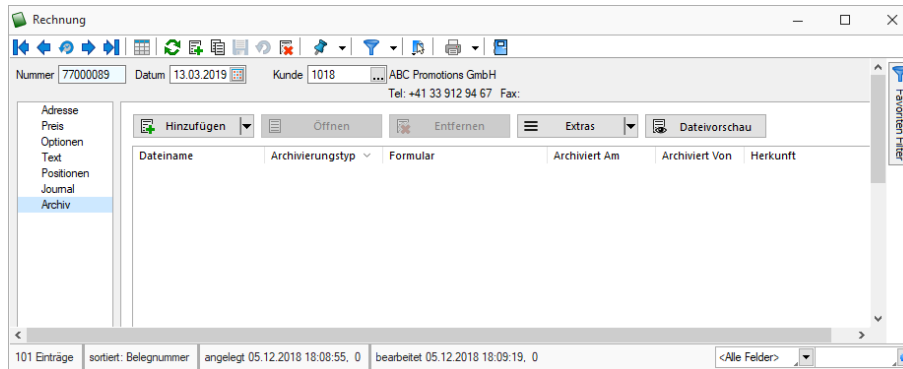 Rechnung
Nummer 77000089 Datum 13.03.2019 Kunde 1018 ... ABC Promotions GmbH
Tel: +41 33 912 94 67 Fax:
Favoriten Filter
Adresse
Preis
Optionen
Text
Positionen
Journal
Archiv
Hinzufügen Öffnen Entfernen Extras Dateivorschau
Dateiname Archivierungstyp Formular Archiviert Am Archiviert Von Herkunft
101 Einträge sortiert: Belegnummer angelegt 05.12.2018 18:08:55, 0 bearbeitet 05.12.2018 18:09:19, 0 <Alle Felder>